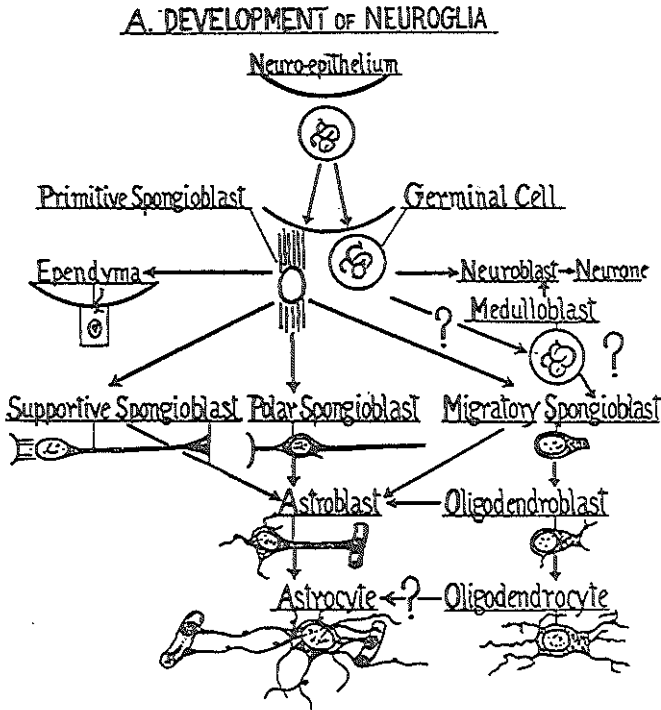 A. DEVELOPMENT OF NEUROGLIA
Neuro-epithelium
Primitive Spongioblast
Germinal Cell
Ependyma
Neuroblast
Neurone
Medulloblast
?
?
Supportive Spongioblast
Polar Spongioblast
Migratory Spongioblast
Astroblast
Oligodendroblast
Astrocyte
?
Oligodendrocyte